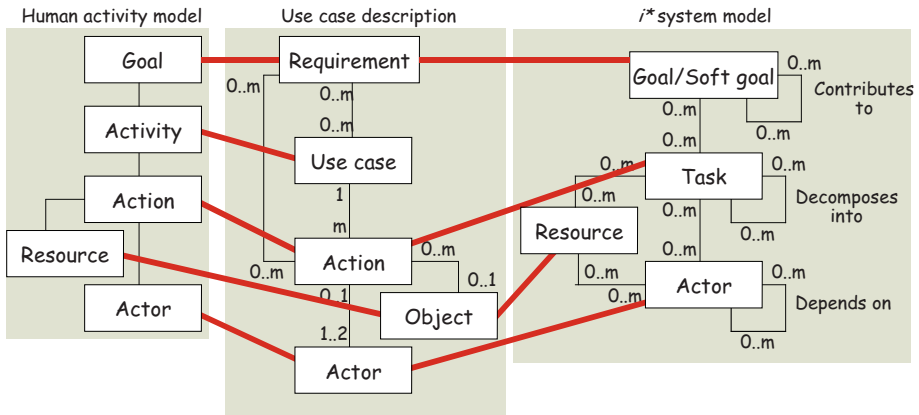 Human activity model
Goal
Activity
Action
Resource
Actor
Use case description
Requirement
0..m
0..m
0..m
Use case
1
m
Action
0..m
0..m
0..1
0..1
Object
1..2
Actor
i* system model
Goal/Soft goal
0..m
Contributes
to
0..m
0..m
0..m
Task
0..m
0..m
0..m
Decomposes
into
0..m
0..m
Resource
0..m
0..m
0..m
Actor
0..m
Depends on
0..m